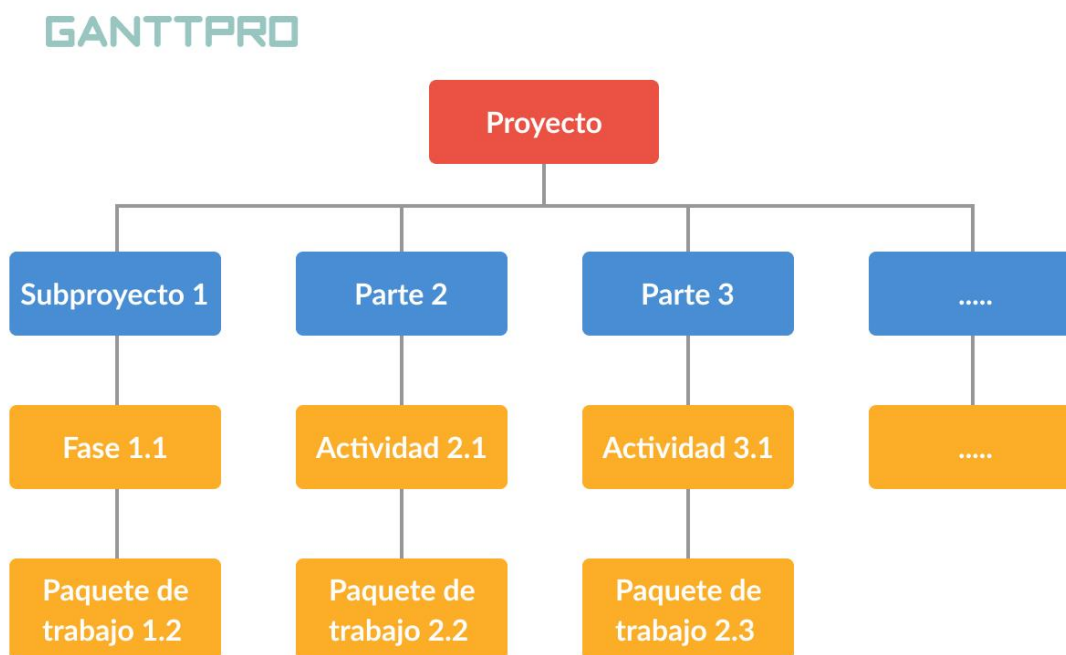 GANTTPRO
Proyecto
Subproyecto 1
Parte 2
Parte 3
.....
Fase 1.1
Actividad 2.1
Actividad 3.1
.....
Paquete de
trabajo 1.2
Paquete de
trabajo 2.2
Paquete de
trabajo 2.3